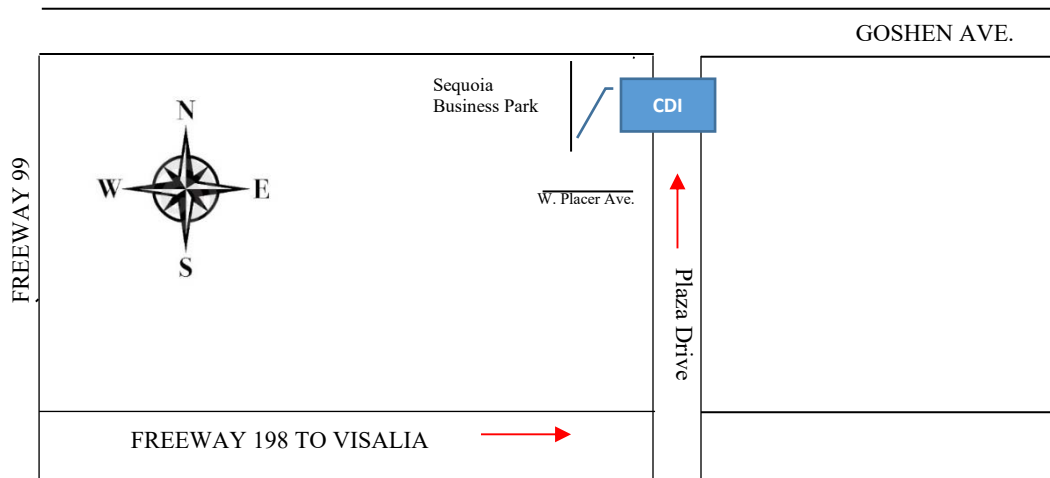 GOSHEN AVE.
Sequoia
Business Park
CDI
N
W
E
S
W. Placer Ave.
FREEWAY 99
Plaza Drive
FREEWAY 198 TO VISALIA